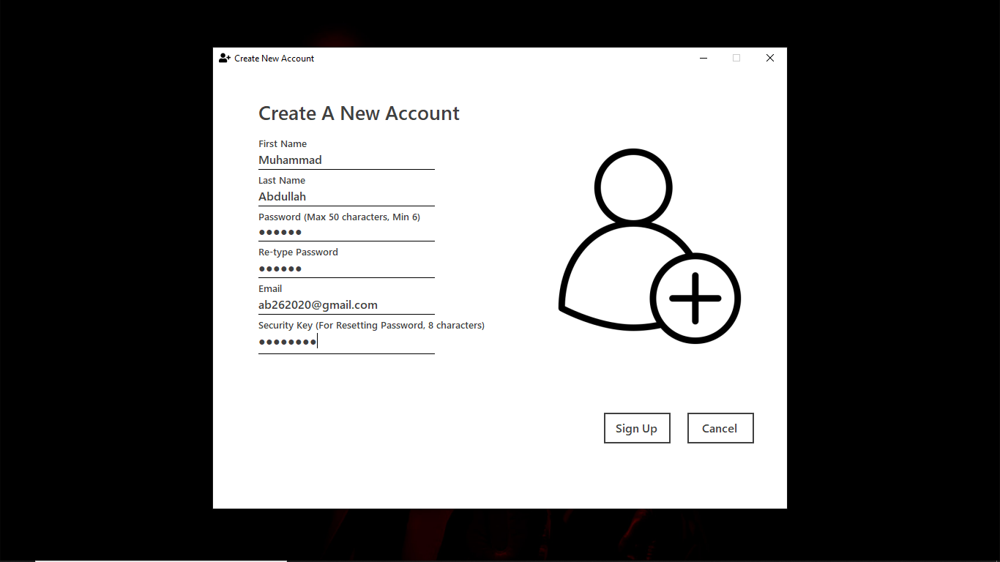 Create New Account
Create A New Account
First Name
Muhammad
Last Name
Abdullah
Password (Max 50 characters, Min 6)
●●●●●●
Re-type Password
●●●●●●
Email
ab262020@gmail.com
Security Key (For Resetting Password, 8 characters)
●●●●●●●●
Sign Up
Cancel